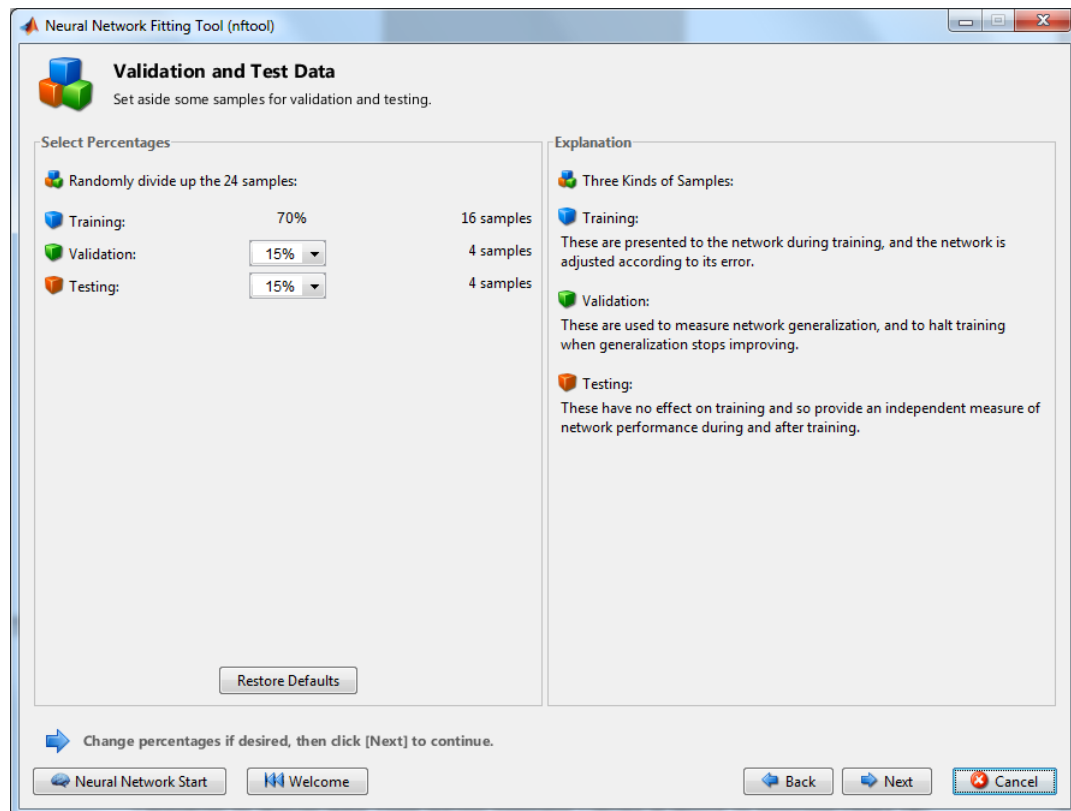 Neural Network Fitting Tool (nftool)
Validation and Test Data
Set aside some samples for validation and testing.
Select Percentages
Randomly divide up the 24 samples:
Training: 70% 16 samples
Validation: 15% 4 samples
Testing: 15% 4 samples
Restore Defaults
Explanation
Three Kinds of Samples:
Training:
These are presented to the network during training, and the network is
adjusted according to its error.
Validation:
These are used to measure network generalization, and to halt training
when generalization stops improving.
Testing:
These have no effect on training and so provide an independent measure of
network performance during and after training.
Change percentages if desired, then click [Next] to continue.
Neural Network Start Welcome Back Next Cancel